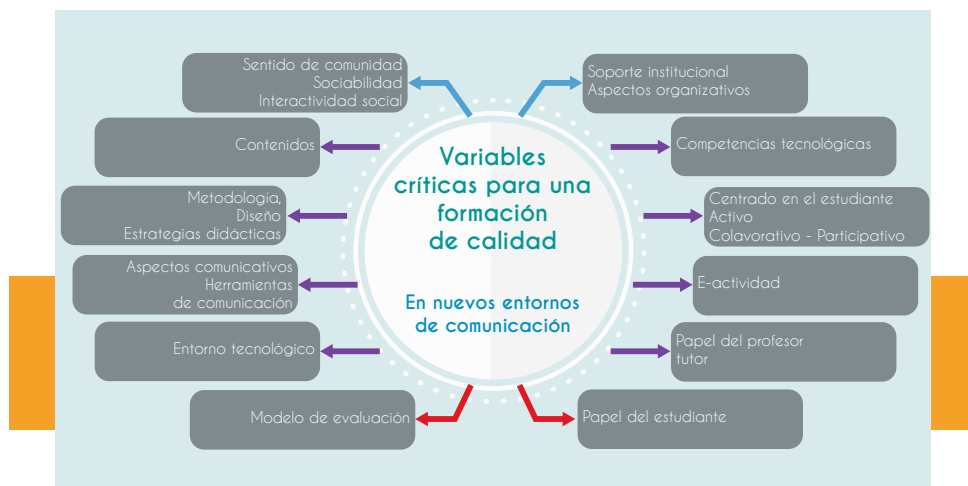 Variables
críticas para una
formación
de calidad
En nuevos entornos
de comunicación
Sentido de comunidad
Sociabilidad
Interactividad social
Contenidos
Metodología,
Diseño
Estrategias didácticas
Aspectos comunicativos
Herramientas
de comunicación
Entorno tecnológico
Modelo de evaluación
Soporte institucional
Aspectos organizativos
Competencias tecnológicas
Centrado en el estudiante
Activo
Colavorativo - Participativo
E-actividad
Papel del profesor
tutor
Papel del estudiante